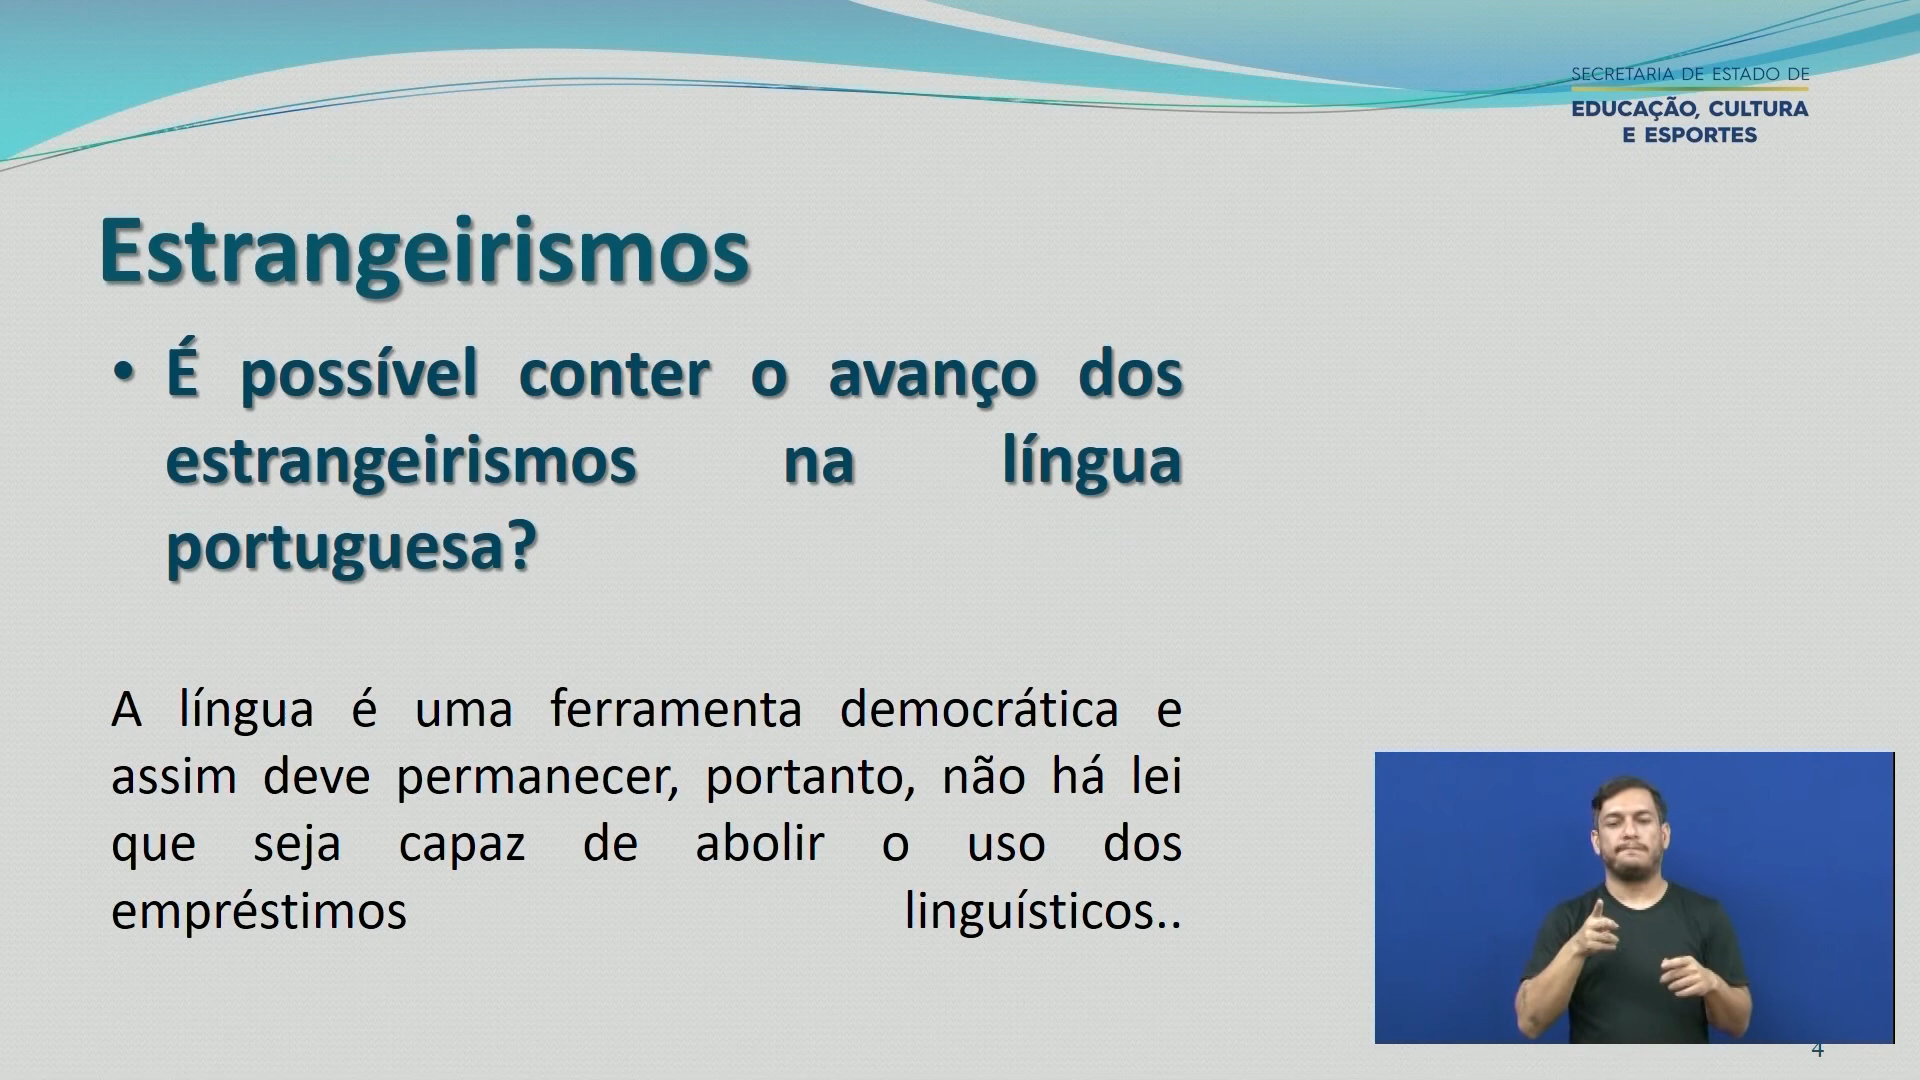 SECRETARIA DE ESTADO DE
EDUCAÇÃO, CULTURA
E ESPORTES
Estrangeirismos
• É possível conter o avanço dos
estrangeirismos na língua
portuguesa?
A língua é uma ferramenta democrática e
assim deve permanecer, portanto, não há lei
que seja capaz de abolir o uso dos
empréstimos linguísticos..
4